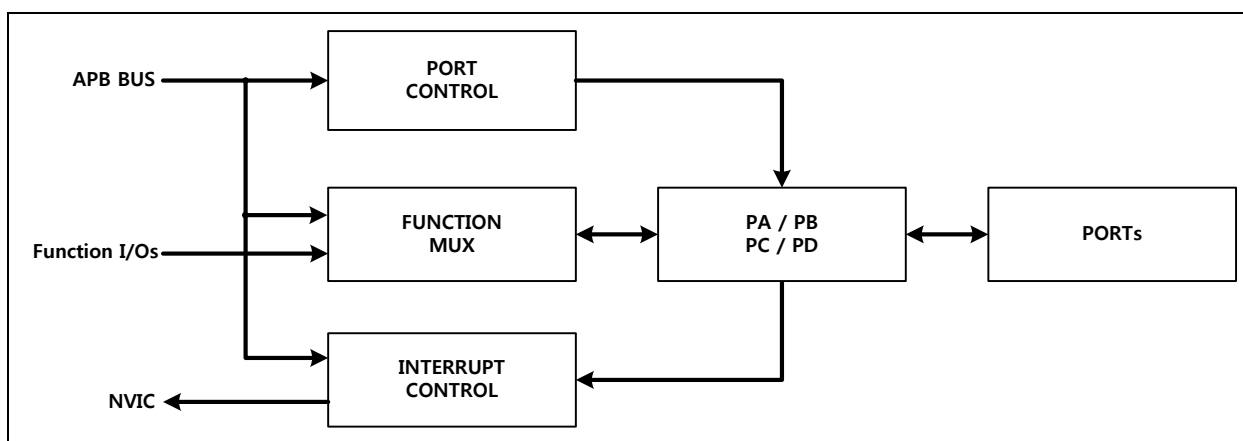 APB BUS
PORT
CONTROL
Function I/Os
FUNCTION
MUX
PA / PB
PC / PD
PORTs
INTERRUPT
CONTROL
NVIC